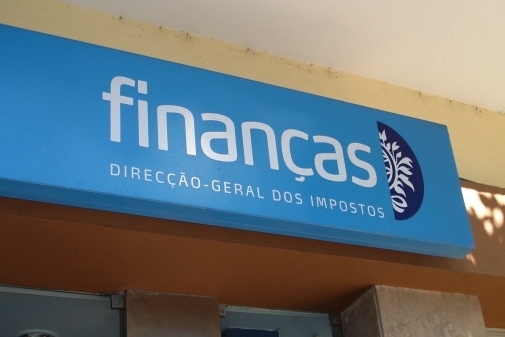 finanças
DIRECÇÃO-GERAL DOS IMPOSTOS